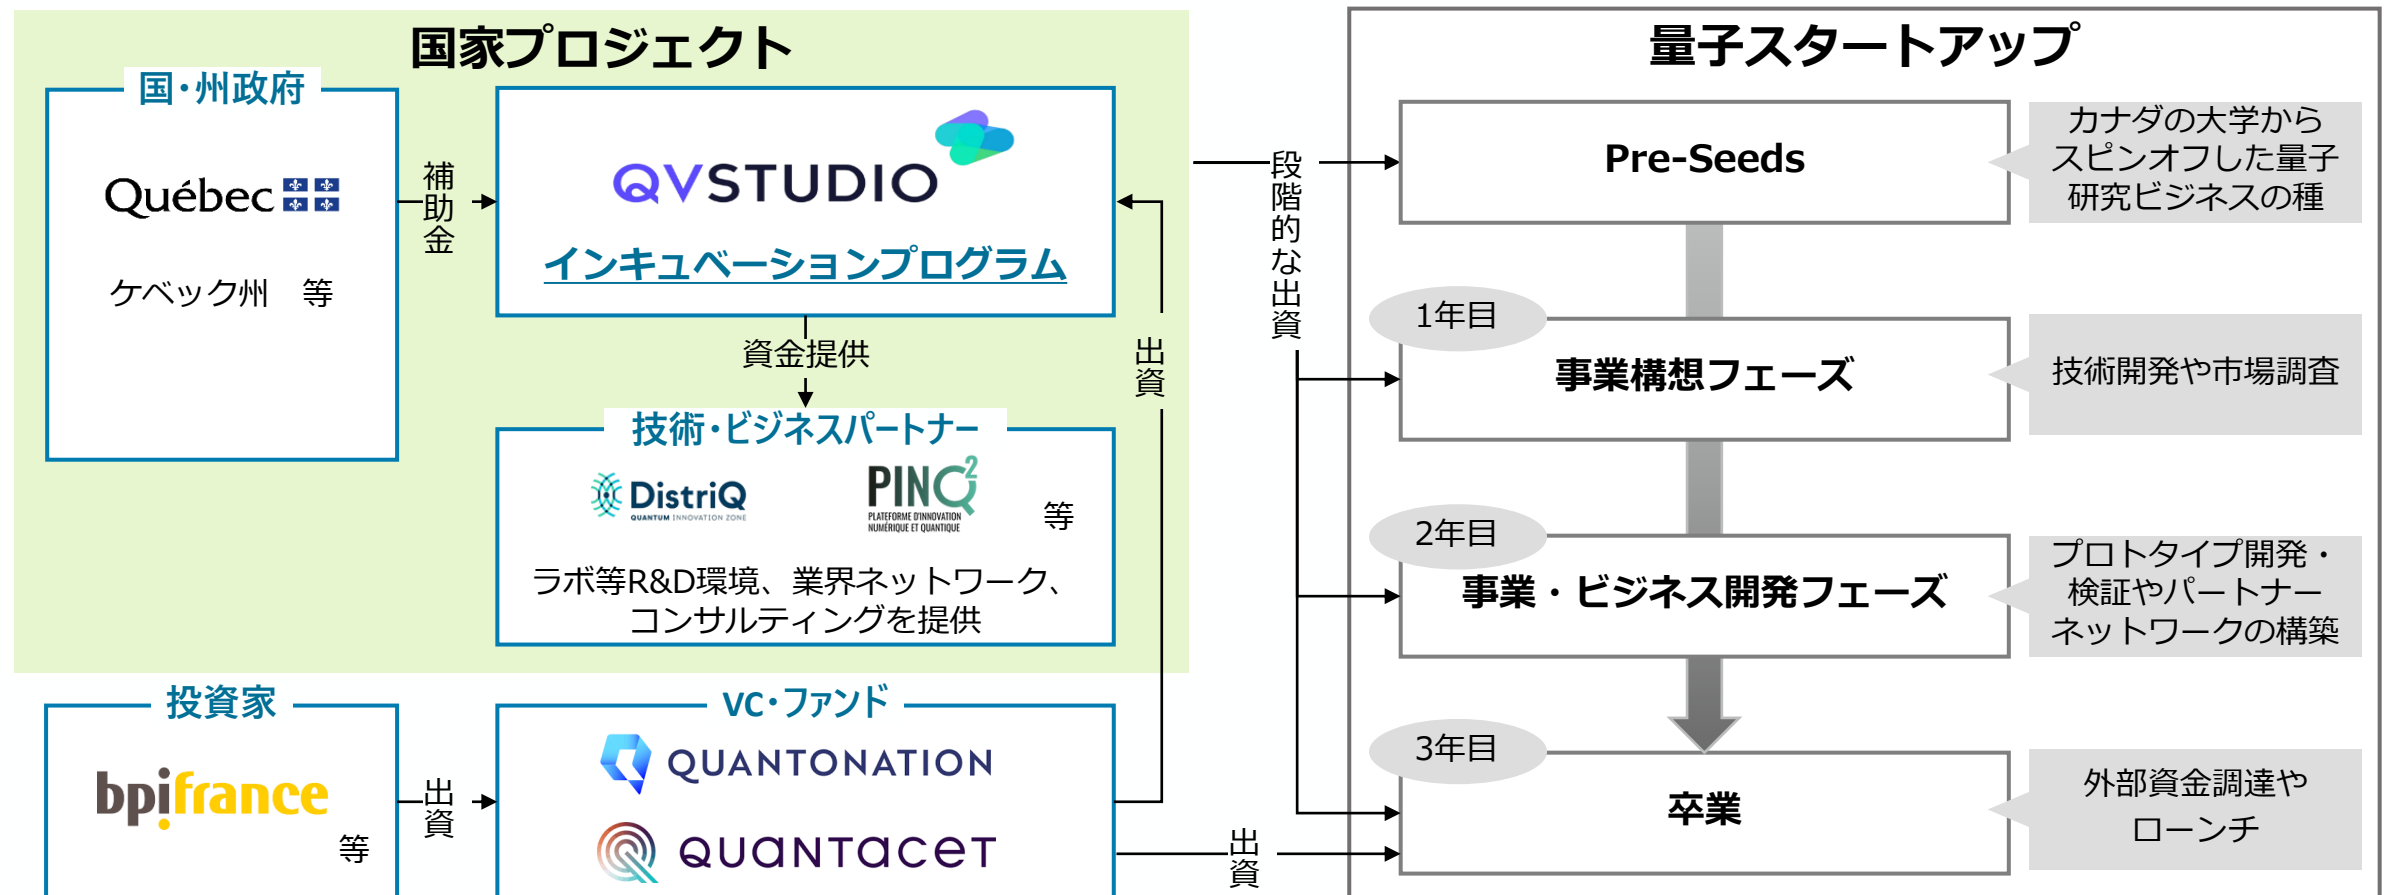 国家プロジェクト
国・州政府
Québec
ケベック州 等
補助金
QVSTUDIO
インキュベーションプログラム
資金提供
技術・ビジネスパートナー
DistriQ
QUANTUM INNOVATION ZONE
PINQ2
PLATEFORME D'INNOVATION
NUMÉRIQUE ET QUANTIQUE
等
ラボ等R&D環境、業界ネットワーク、
コンサルティングを提供
出資
投資家
bpifrance
等
出資
VC・ファンド
QUANTONATION
QUANTACET
出資
段階的な出資
量子スタートアップ
Pre-Seeds
カナダの大学から
スピンオフした量子
研究ビジネスの種
1年目
事業構想フェーズ
技術開発や市場調査
2年目
事業・ビジネス開発フェーズ
プロトタイプ開発・
検証やパートナー
ネットワークの構築
3年目
卒業
外部資金調達や
ローンチ